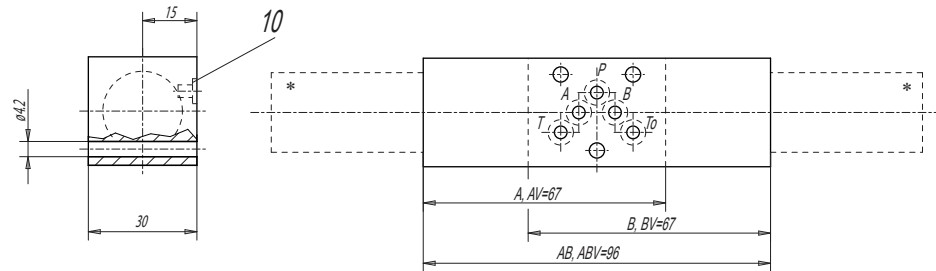 15
10
ø4.2
30
*
*
P
A
B
T
To
A, AV=67
B, BV=67
AB, ABV=96